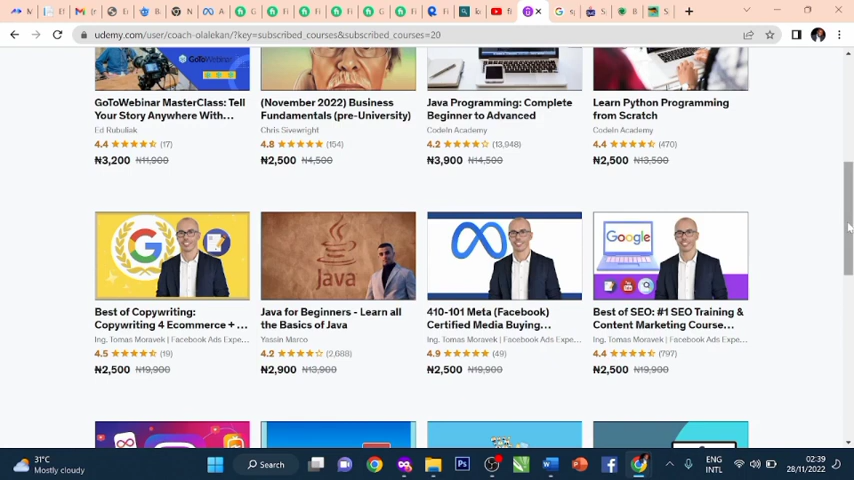 udemy.com/user/coach-olalekan/?key=subscribed_courses&subscribed_courses=20
GoToWebinar
GoToWebinar MasterClass: Tell
Your Story Anywhere With...
Ed Rubuliak
4.4 (17)
₦3,200 ₦11,900
(November 2022) Business
Fundamentals (pre-University)
Chris Sivewright
4.8 (154)
₦2,500 ₦4,500
Java Programming: Complete
Beginner to Advanced
CodeIn Academy
4.2 (13,948)
₦3,900 ₦14,500
Learn Python Programming
from Scratch
CodeIn Academy
4.4 (470)
₦2,500 ₦13,500
Best of Copywriting:
Copywriting 4 Ecommerce + ...
Ing. Tomas Moravek | Facebook Ads Expe...
4.5 (19)
₦2,500 ₦19,900
Java
Java for Beginners - Learn all
the Basics of Java
Yassin Marco
4.2 (2,688)
₦2,900 ₦13,900
410-101 Meta (Facebook)
Certified Media Buying...
Ing. Tomas Moravek | Facebook Ads Expe...
4.9 (49)
₦2,500 ₦19,900
Google
Best of SEO: #1 SEO Training &
Content Marketing Course...
Ing. Tomas Moravek | Facebook Ads Expe...
4.4 (797)
₦2,500 ₦19,900
31°C
Mostly cloudy
Search
Ps
ENG
INTL
02:39
28/11/2022